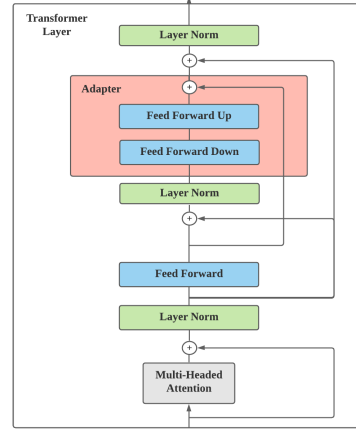 Transformer
Layer
Layer Norm
+
Adapter
+
Feed Forward Up
Feed Forward Down
Layer Norm
+
Feed Forward
Layer Norm
+
Multi-Headed
Attention